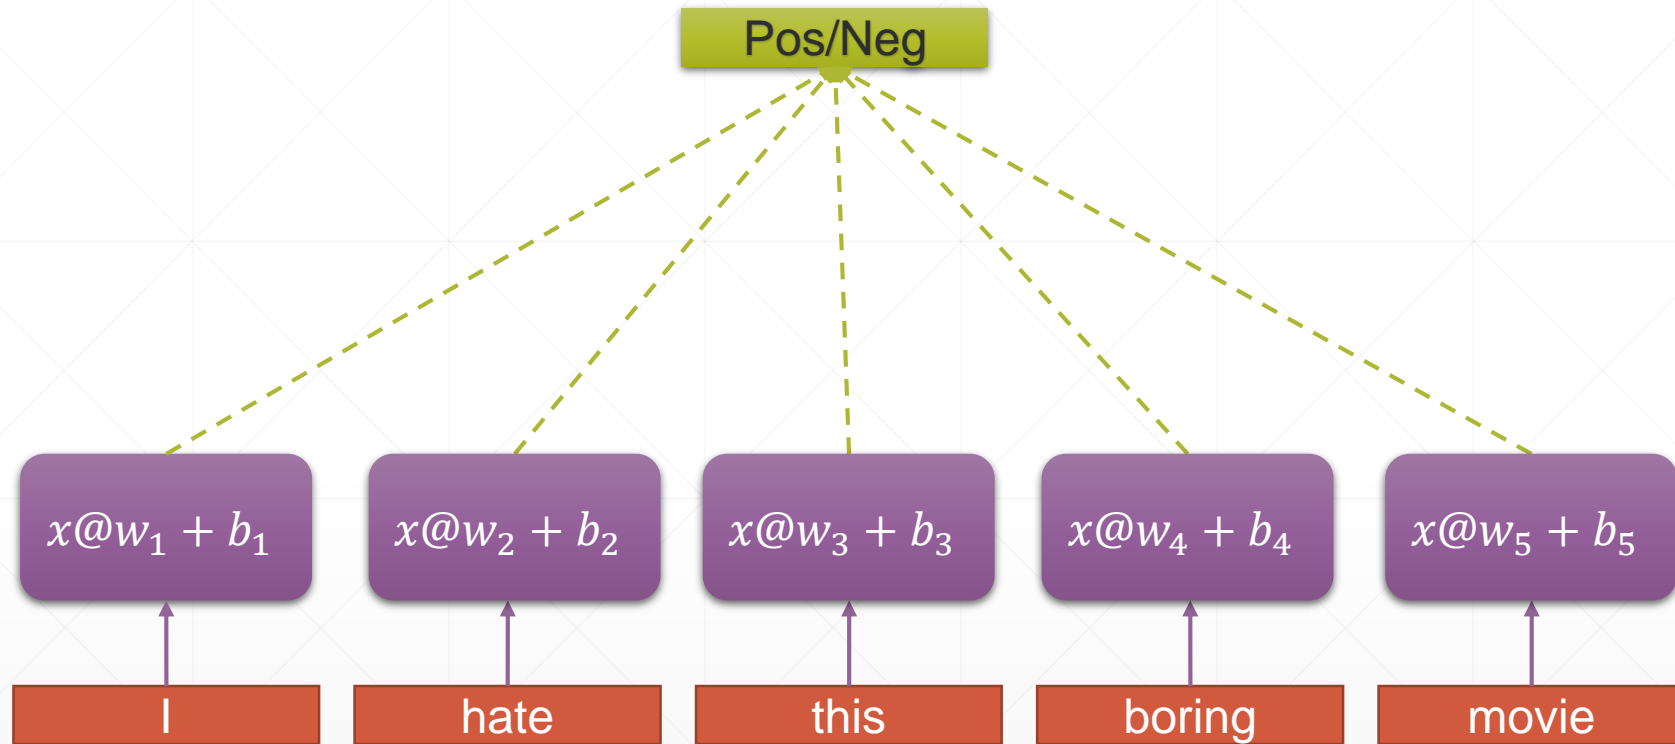 Pos/Neg
x@w₁ + b₁
x@w₂ + b₂
x@w₃ + b₃
x@w₄ + b₄
x@w₅ + b₅
I
hate
this
boring
movie